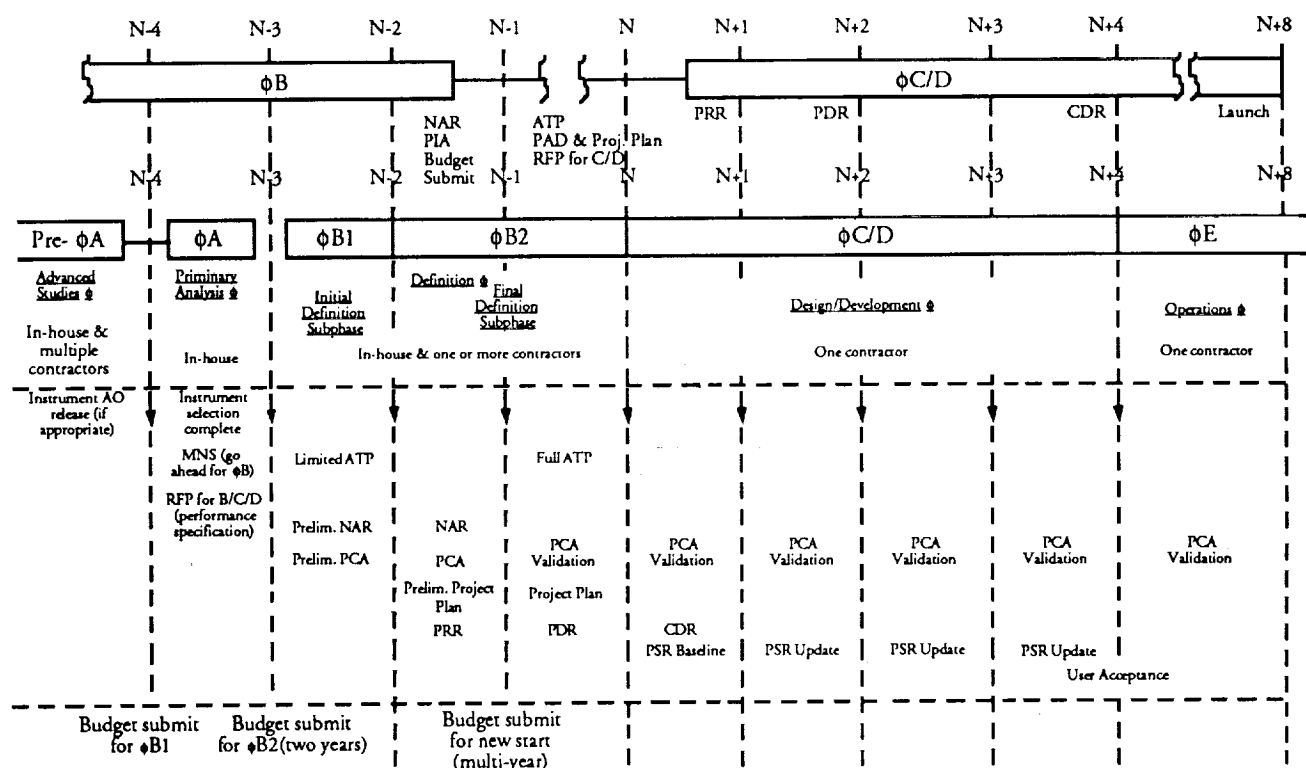 N-4 N-3 N-2 N-1 N N+1 N+2 N+3 N+4 N+8
ϕB ϕC/D
PRR PDR CDR Launch
NAR ATP
PIA PAD & Proj. Plan
Budget RFP for C/D
Submit
N-4 N-3 N-2 N-1 N N+1 N+2 N+3 N+4 N+8
Pre- ϕA ϕA ϕB1 ϕB2 ϕC/D ϕE
Advanced
Studies ϕ
Priminary
Analysis ϕ
Initial
Definition
Subphase
Definition ϕ
Final
Definition
Subphase
Design/Development ϕ
Operations ϕ
In-house &
multiple
contractors
In-house
In-house & one or more contractors
One contractor
One contractor
Instrument AO
release (if
appropriate)
Instrument
selection
complete
MNS (go
ahead for ϕB)
RFP for B/C/D
(performance
specification)
Limited ATP
Full ATP
Prelim. NAR
NAR
Prelim. PCA
PCA
PCA
Validation
PCA
Validation
PCA
Validation
PCA
Validation
PCA
Validation
PCA
Validation
Prelim. Project
Plan
Project Plan
PRR
PDR
CDR
PSR Baseline
PSR Update
PSR Update
PSR Update
User Acceptance
Budget submit
for ϕB1
Budget submit
for ϕB2(two years)
Budget submit
for new start
(multi-year)